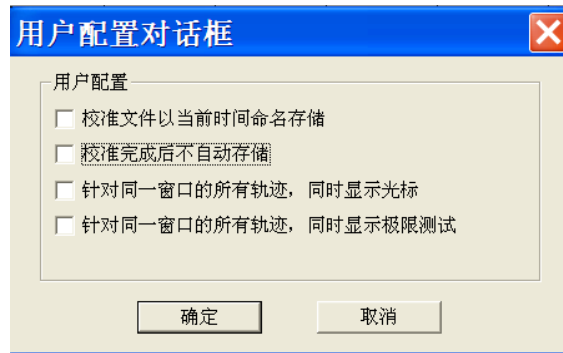 用户配置对话框
用户配置
校准文件以当前时间命名存储
校准完成后不自动存储
针对同一窗口的所有轨迹，同时显示光标
针对同一窗口的所有轨迹，同时显示极限测试
确定
取消